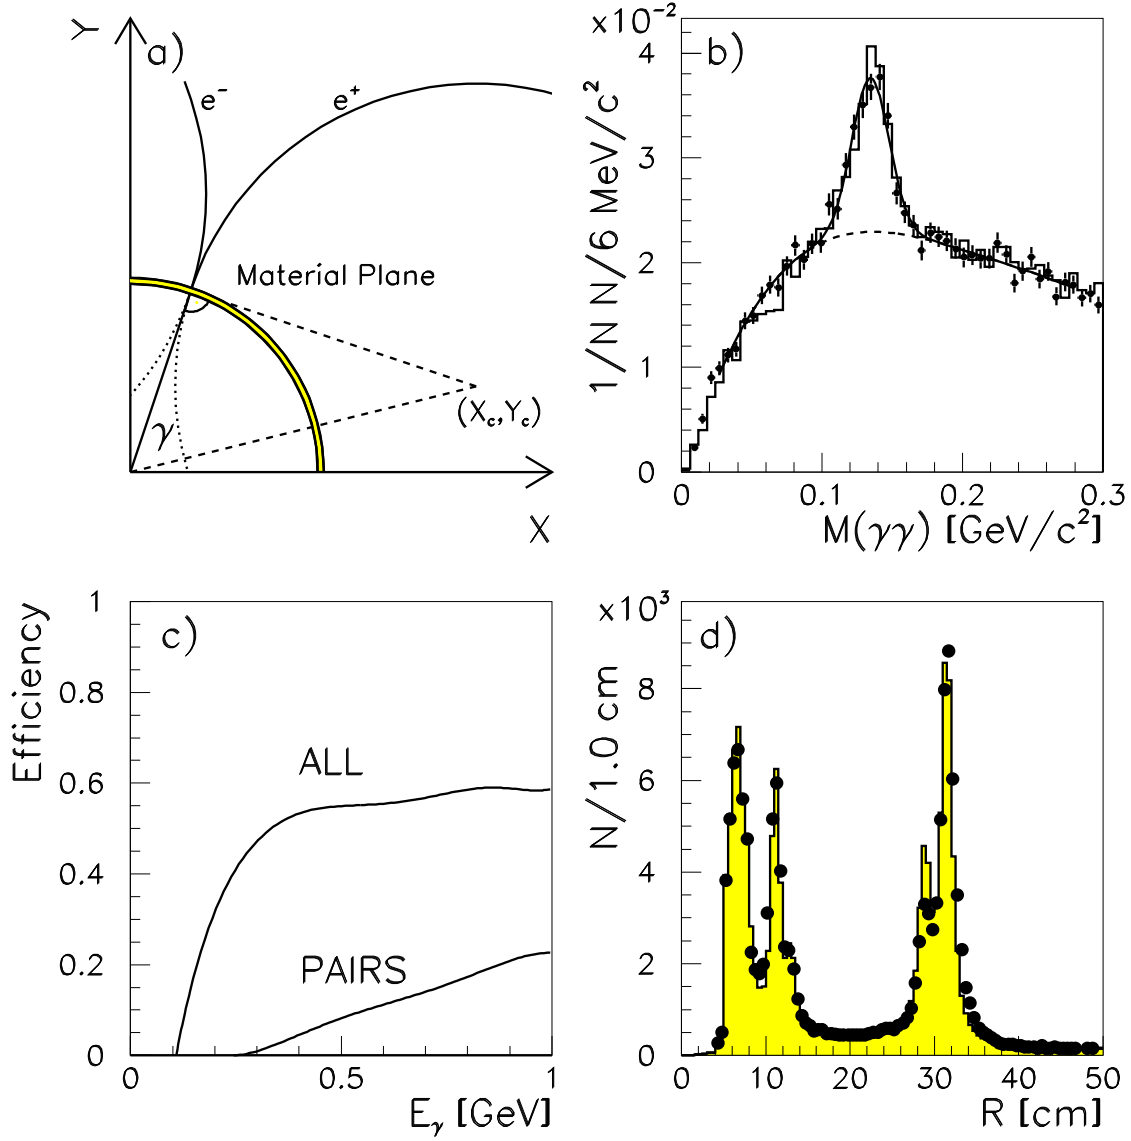 Y
a)
e⁻
e⁺
Material Plane
(X_c,Y_c)
γ
X
x10⁻²
b)
1/N N/6 MeV/c²
4
3
2
1
0
0 0.1 0.2 0.3
M(γγ) [GeV/c²]
c)
Efficiency
1
0.8
0.6
0.4
0.2
0
ALL
PAIRS
0 0.5 1
E_γ [GeV]
x10³
d)
N/1.0 cm
8
6
4
2
0
0 10 20 30 40 50
R [cm]